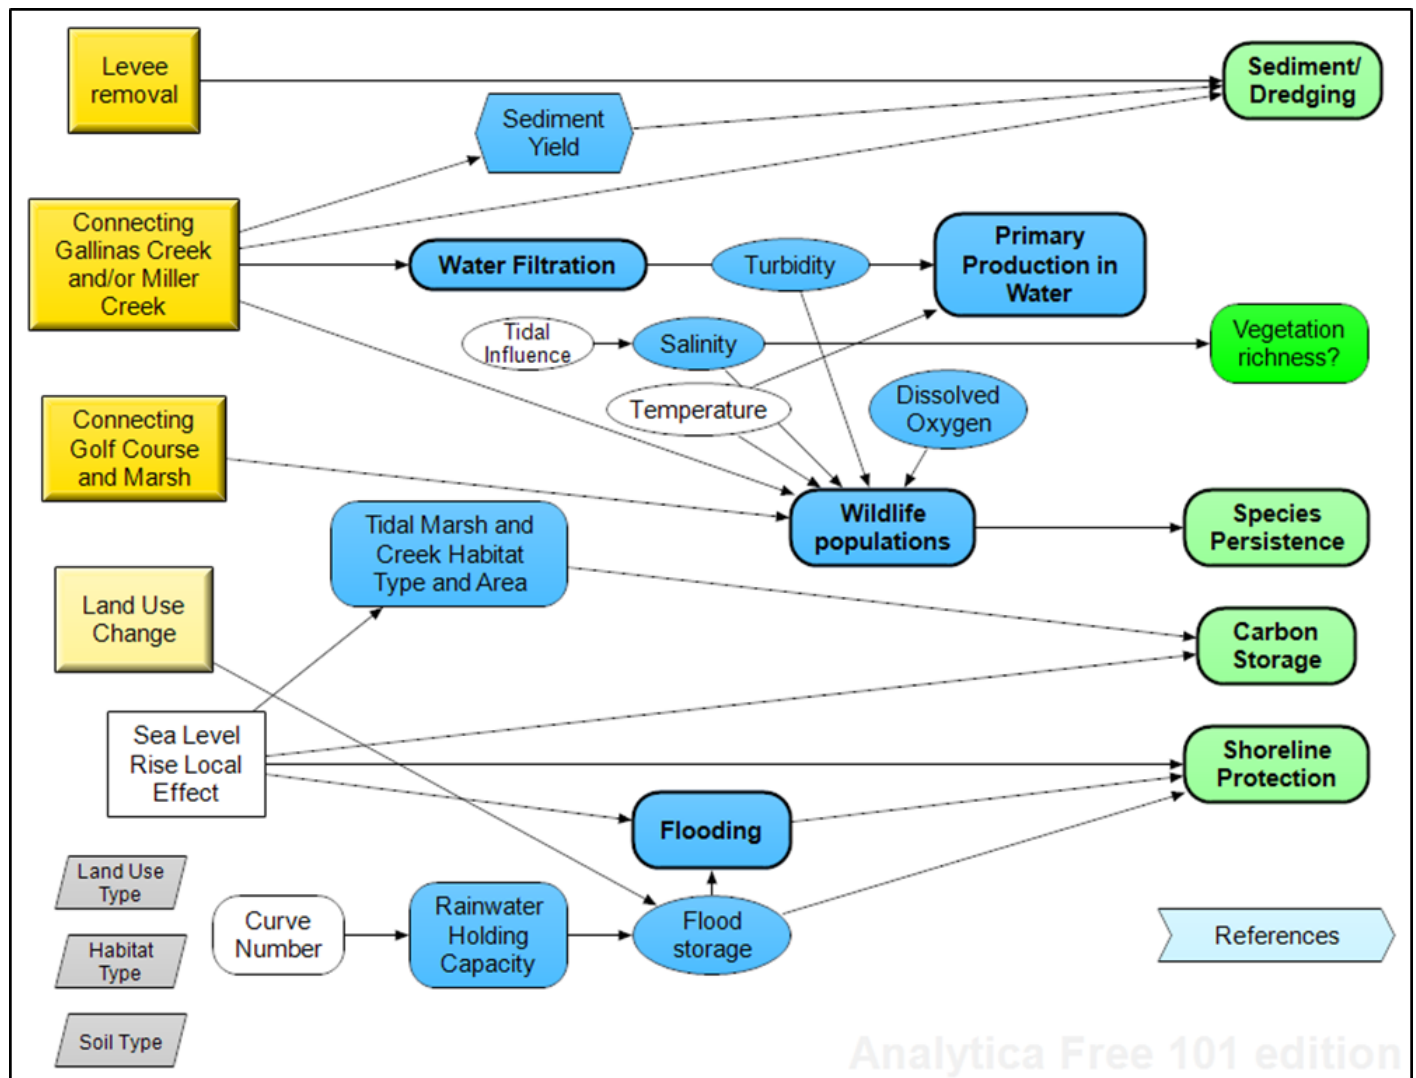 Levee
removal
Sediment/
Dredging
Sediment
Yield
Connecting
Gallinas Creek
and/or Miller
Creek
Water Filtration
Turbidity
Primary
Production in
Water
Tidal
Influence
Salinity
Vegetation
richness?
Temperature
Dissolved
Oxygen
Connecting
Golf Course
and Marsh
Tidal Marsh and
Creek Habitat
Type and Area
Wildlife
populations
Species
Persistence
Land Use
Change
Carbon
Storage
Sea Level
Rise Local
Effect
Shoreline
Protection
Flooding
Land Use
Type
Curve
Number
Rainwater
Holding
Capacity
Flood
storage
References
Habitat
Type
Soil Type
Analytica Free 101 edition